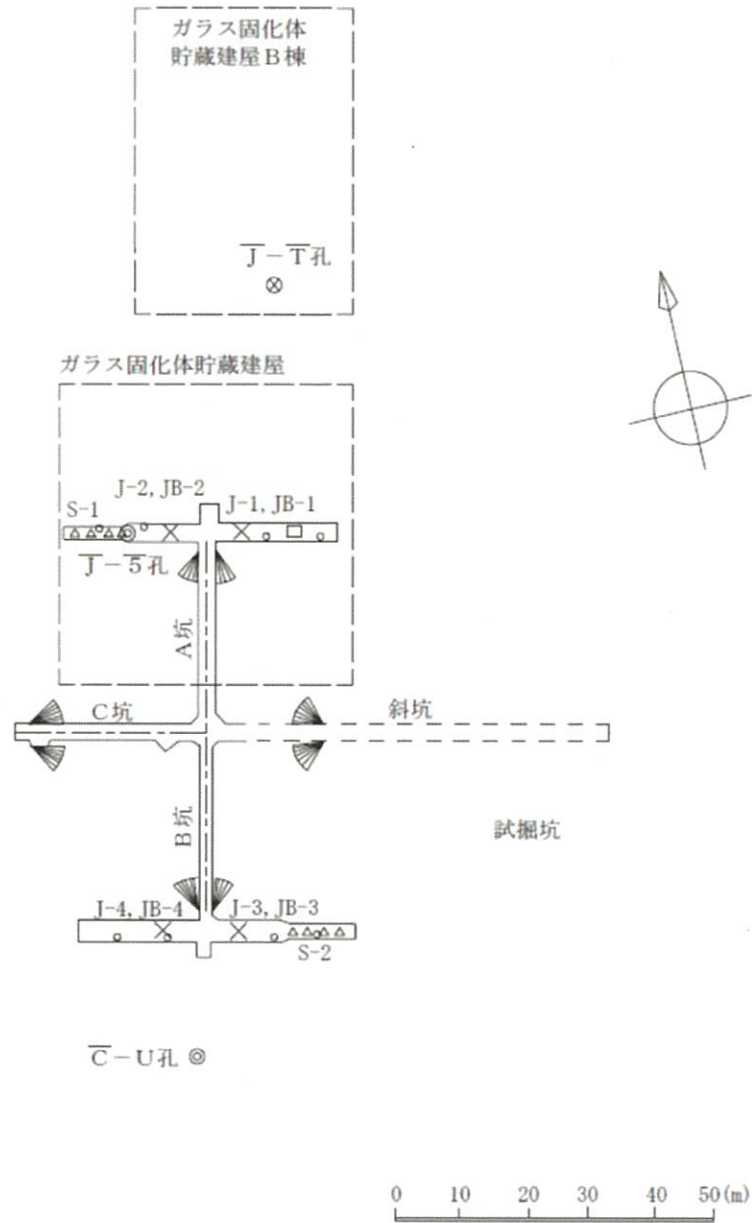 ガラス固化体
貯蔵建屋B棟
J̅-T̅孔
ガラス固化体貯蔵建屋
J-2, JB-2
J-1, JB-1
S-1
J̅-5̅孔
A坑
C坑
斜坑
B坑
試掘坑
J-4, JB-4
J-3, JB-3
S-2
C̅-U孔
0 10 20 30 40 50(m)